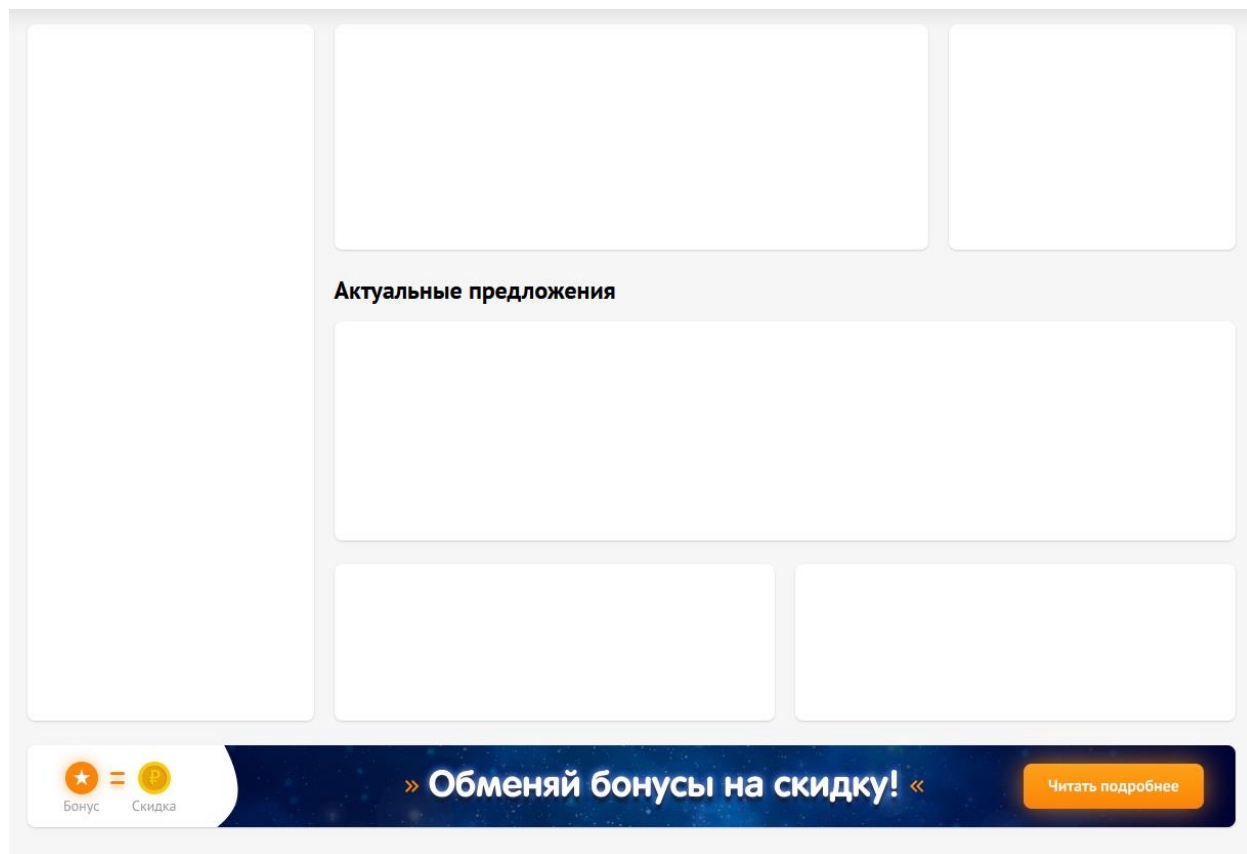 Актуальные предложения
Бонус = Скидка
» Обменяй бонусы на скидку! «
Читать подробнее